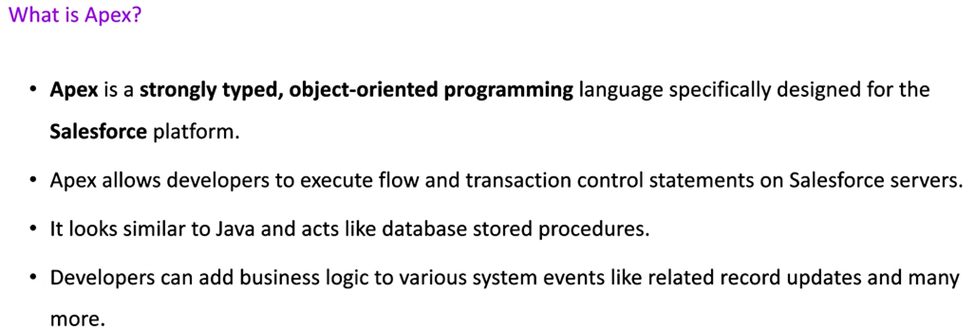 What is Apex?
• Apex is a strongly typed, object-oriented programming language specifically designed for the
Salesforce platform.
• Apex allows developers to execute flow and transaction control statements on Salesforce servers.
• It looks similar to Java and acts like database stored procedures.
• Developers can add business logic to various system events like related record updates and many
more.